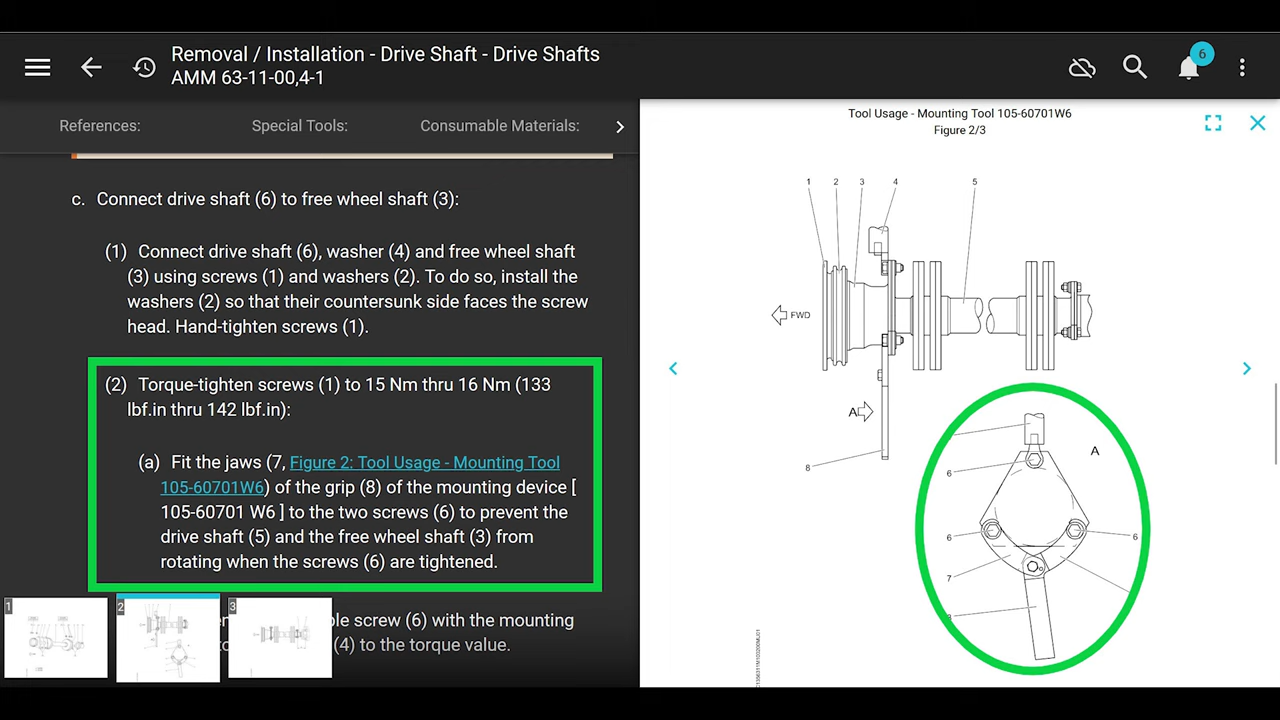 Removal / Installation - Drive Shaft - Drive Shafts
AMM 63-11-00,4-1
6
References:
Special Tools:
Consumable Materials:
c. Connect drive shaft (6) to free wheel shaft (3):
(1) Connect drive shaft (6), washer (4) and free wheel shaft
(3) using screws (1) and washers (2). To do so, install the
washers (2) so that their countersunk side faces the screw
head. Hand-tighten screws (1).
(2) Torque-tighten screws (1) to 15 Nm thru 16 Nm (133
lbf.in thru 142 lbf.in):
(a) Fit the jaws (7, Figure 2: Tool Usage - Mounting Tool
105-60701W6) of the grip (8) of the mounting device [
105-60701 W6 ] to the two screws (6) to prevent the
drive shaft (5) and the free wheel shaft (3) from
rotating when the screws (6) are tightened.
screw (6) with the mounting
(4) to the torque value.
1
2
3
Tool Usage - Mounting Tool 105-60701W6
Figure 2/3
1 2 3 4 5
FWD
A
8
A
6
6
6
7